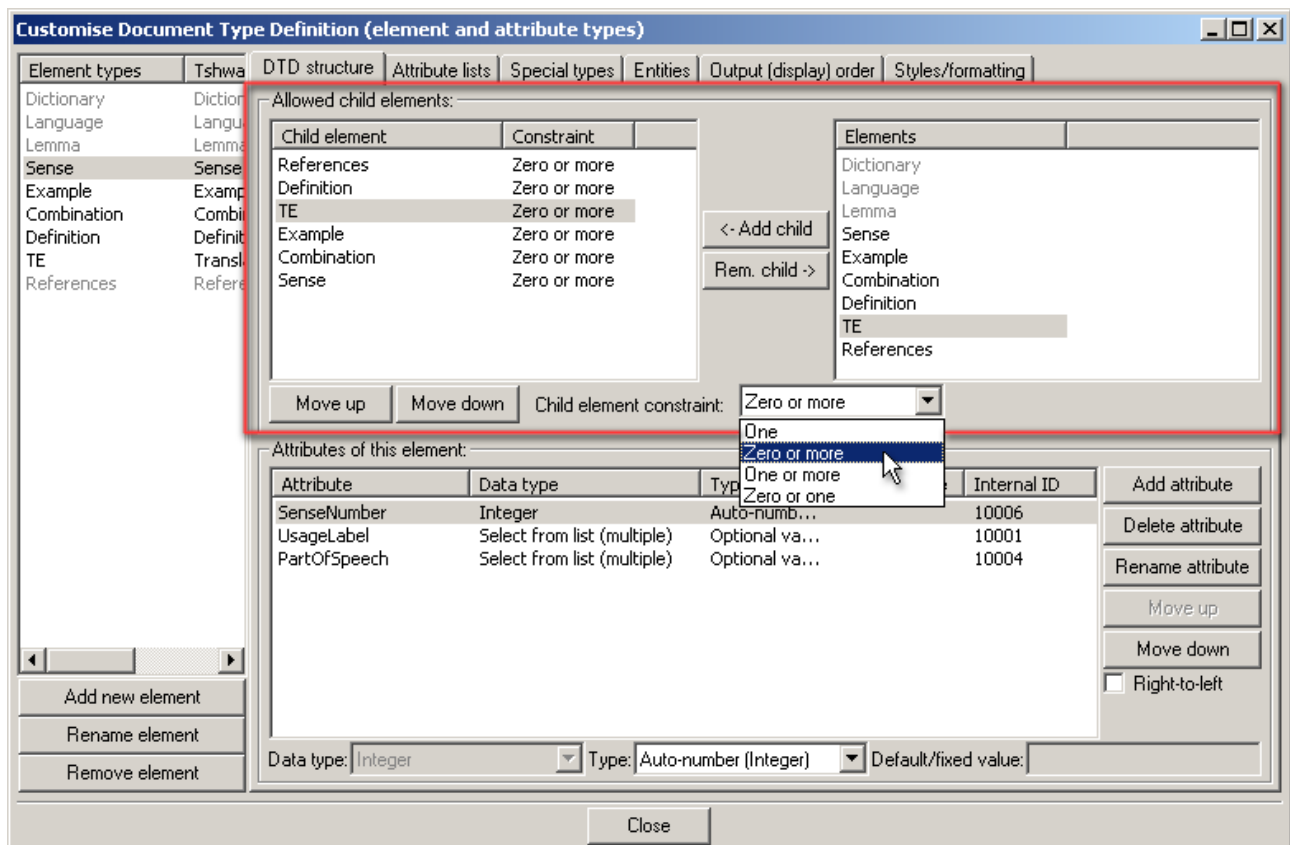 Customise Document Type Definition (element and attribute types)
Element types Tshwa
Dictionary Diction
Language Langu
Lemma Lemma
Sense Sense
Example Examp
Combination Combi
Definition Definit
TE Transl
References Refere
Add new element
Rename element
Remove element
DTD structure Attribute lists Special types Entities Output (display) order Styles/formatting
Allowed child elements:
Child element Constraint
References Zero or more
Definition Zero or more
TE Zero or more
Example Zero or more
Combination Zero or more
Sense Zero or more
<- Add child
Rem. child ->
Elements
Dictionary
Language
Lemma
Sense
Example
Combination
Definition
TE
References
Move up Move down Child element constraint: Zero or more
One
Zero or more
One or more
Zero or one
Attributes of this element:
Attribute Data type Typ Internal ID
SenseNumber Integer Auto-numb... 10006
UsageLabel Select from list (multiple) Optional va... 10001
PartOfSpeech Select from list (multiple) Optional va... 10004
Add attribute
Delete attribute
Rename attribute
Move up
Move down
Right-to-left
Data type: Integer Type: Auto-number (Integer) Default/fixed value:
Close